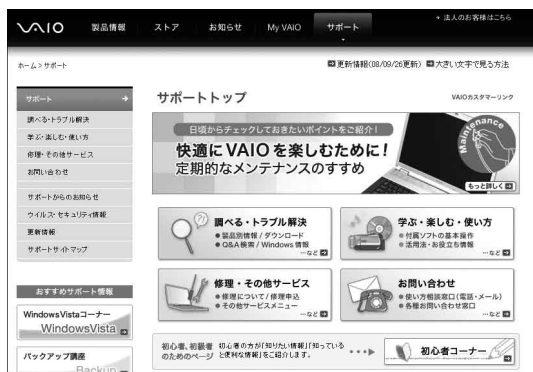 VAIO
製品情報
ストア
お知らせ
My VAIO
サポート
+ 法人のお客様はこちら
ホーム>サポート
更新情報(08/09/26更新)
大きい文字で見る方法
サポート
調べる・トラブル解決
学ぶ・楽しむ・使い方
修理・その他サービス
お問い合わせ
サポートからのお知らせ
ウイルス・セキュリティ情報
更新情報
サポートサイトマップ
おすすめサポート情報
WindowsVistaコーナー
WindowsVista
バックアップ講座
Backup
サポートトップ
VAIOカスタマーリンク
日頃からチェックしておきたいポイントをご紹介!
快適にVAIOを楽しむために!
定期的なメンテナンスのすすめ
Maintenance
もっと詳しく
調べる・トラブル解決
●製品別情報 / ダウンロード
●Q&A検索 / Windows 情報
…など
学ぶ・楽しむ・使い方
●付属ソフトの基本操作
●活用法・お役立ち情報
…など
修理・その他サービス
●修理について / 修理申込
●その他サービスメニュー
…など
お問い合わせ
●使い方相談窓口(電話・メール)
●各種お問い合わせ窓口
…など
初心者、初級者
のためのページ
初心者の方が「知りたい情報」「知っている
と便利な情報」をご紹介します。
初心者コーナー